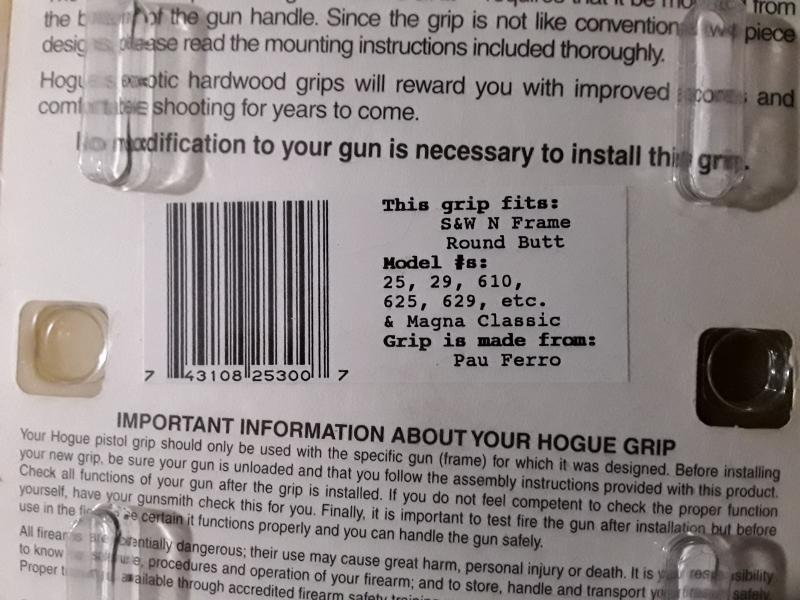 from
the of the gun handle. Since the grip is not like convention piece
please read the mounting instructions included thoroughly.
hardwood grips will reward you with improved and
shooting for years to come.
modification to your gun is necessary to install this grip.
This grip fits:
S&W N Frame
Round Butt
Model #s:
25, 29, 610,
625, 629, etc.
& Magna Classic
Grip is made from:
Pau Ferro
7 43108 25300 7
IMPORTANT INFORMATION ABOUT YOUR HOGUE GRIP
Your Hogue pistol grip should only be used with the specific gun (frame) for which it was designed. Before installing
your new grip, be sure your gun is unloaded and that you follow the assembly instructions provided with this product.
Check all functions of your gun after the grip is installed. If you do not feel competent to check the proper function
yourself, have your gunsmith check this for you. Finally, it is important to test fire the gun after installation but before
use in the certain it functions properly and you can handle the gun safely.
All potentially dangerous; their use may cause great harm, personal injury or death. It is your responsibility
to know procedures and operation of your firearm; and to store, handle and transport safely.
Proper available through accredited firearm safety